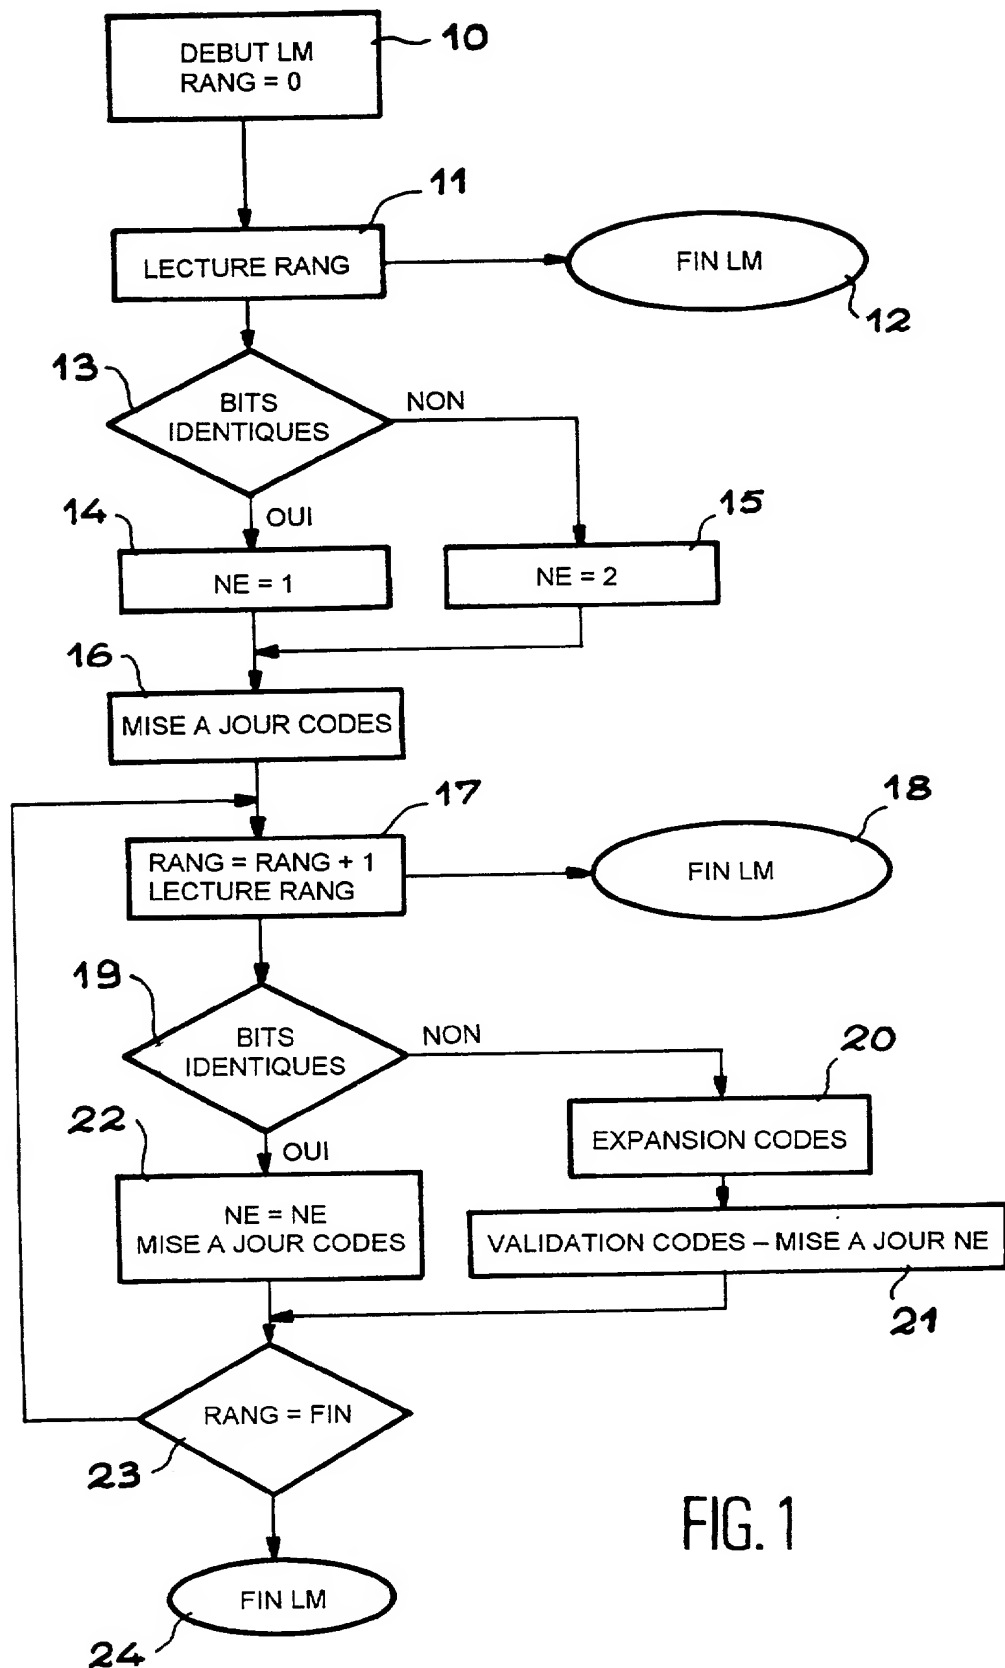 DEBUT LM
RANG = 0
10
11
LECTURE RANG
FIN LM
12
13
BITS
IDENTIQUES
NON
OUI
14
NE = 1
15
NE = 2
16
MISE A JOUR CODES
17
RANG = RANG + 1
LECTURE RANG
18
FIN LM
19
BITS
IDENTIQUES
NON
20
EXPANSION CODES
OUI
22
NE = NE
MISE A JOUR CODES
VALIDATION CODES – MISE A JOUR NE
21
RANG = FIN
23
FIN LM
24
FIG. 1